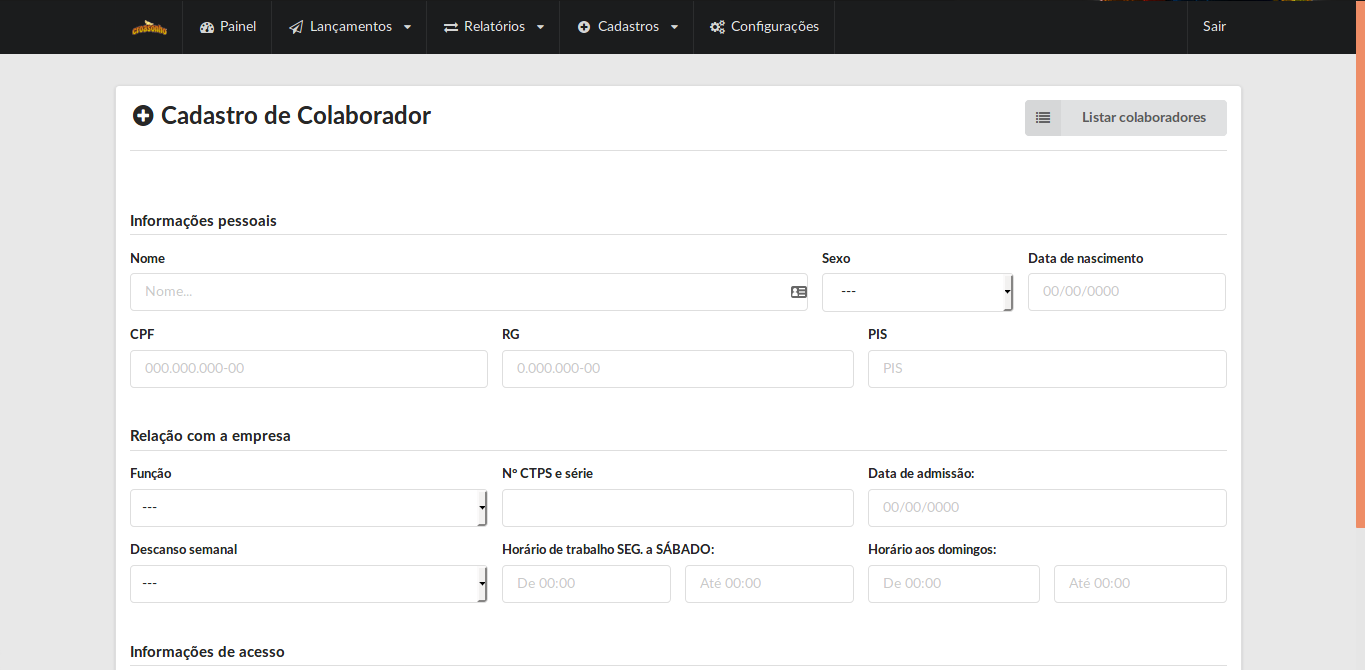 Painel Lançamentos Relatórios Cadastros Configurações Sair
Cadastro de Colaborador
Listar colaboradores
Informações pessoais
Nome Sexo Data de nascimento
Nome... --- 00/00/0000
CPF RG PIS
000.000.000-00 0.000.000-00 PIS
Relação com a empresa
Função Nº CTPS e série Data de admissão:
--- 00/00/0000
Descanso semanal Horário de trabalho SEG. a SÁBADO: Horário aos domingos:
--- De 00:00 Até 00:00 De 00:00 Até 00:00
Informações de acesso